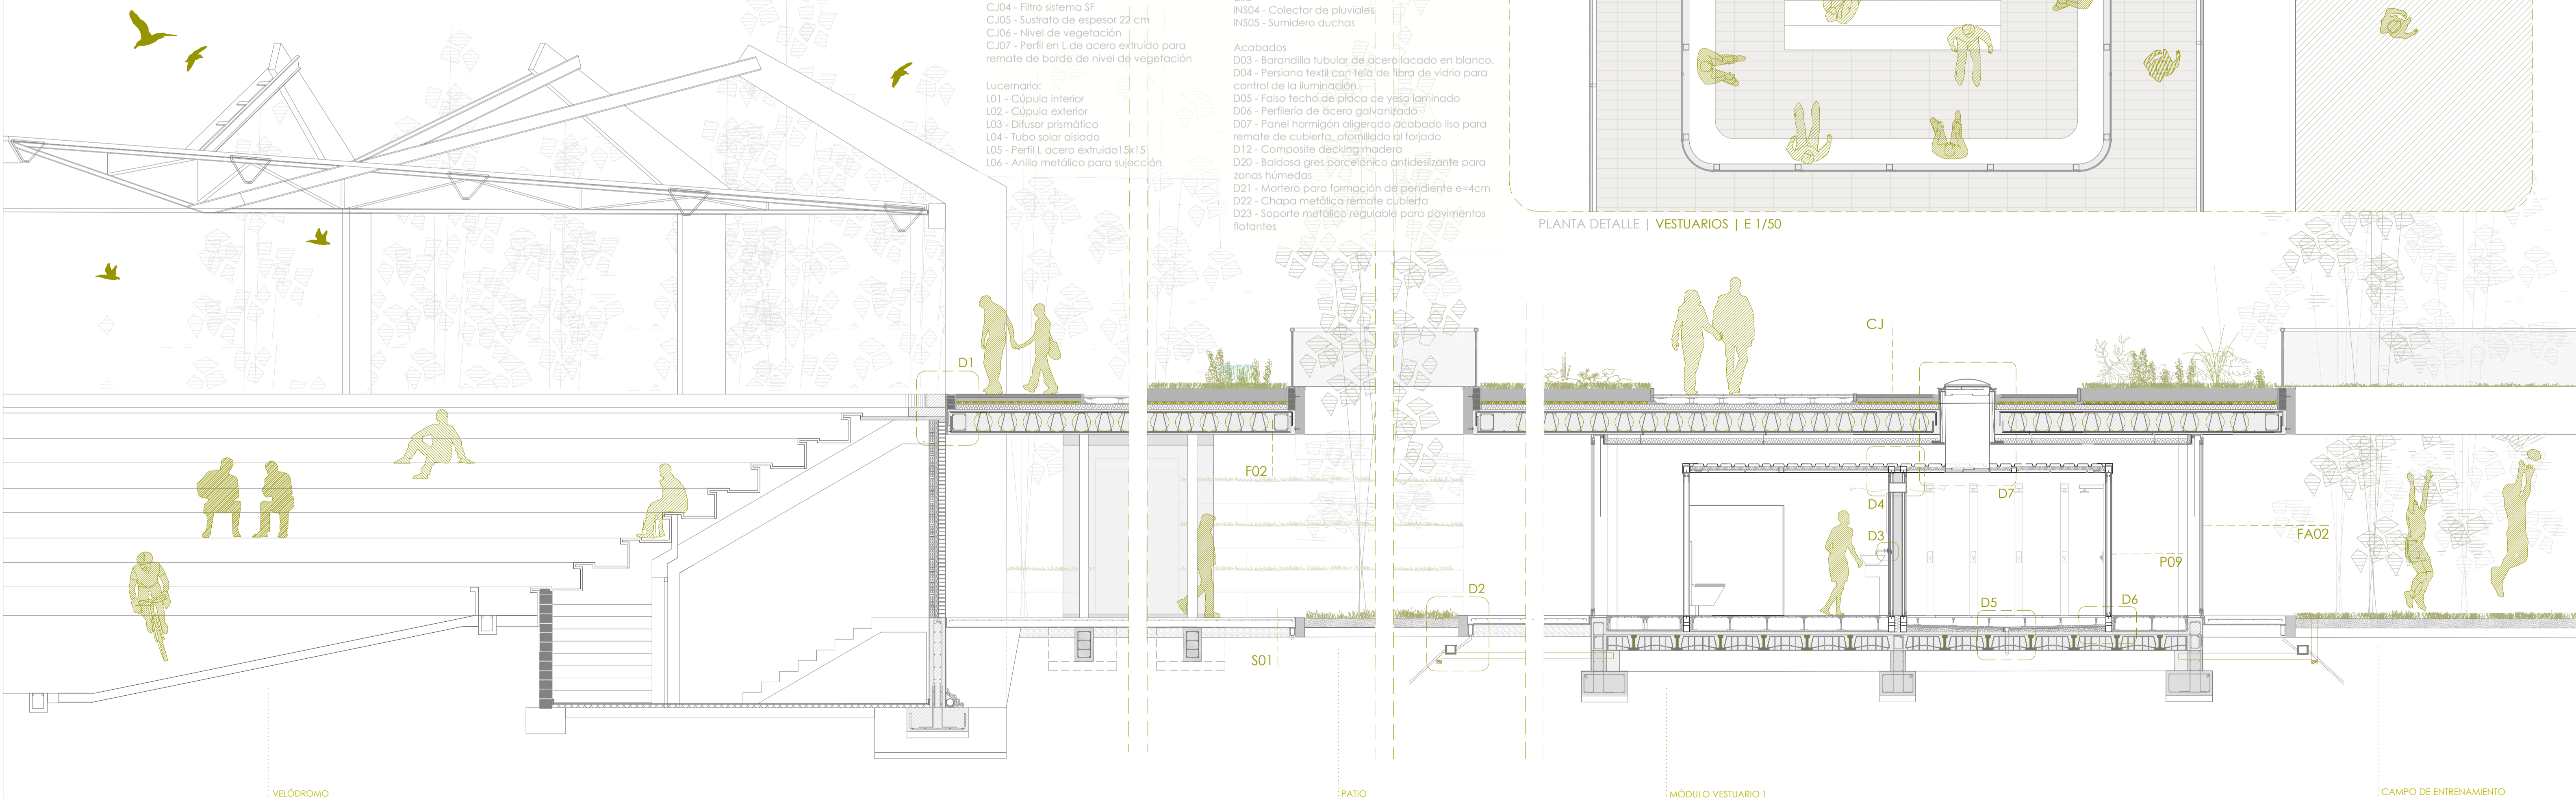 CJ04 - Filtro sistema SF
CJ05 - Sustrato de espesor 22 cm
CJ06 - Nivel de vegetación
CJ07 - Perfil en L de acero extruído para
remate de borde de nivel de vegetación
Lucernario:
L01 - Cúpula inferior
L02 - Cúpula exterior
L03 - Difusor prismático
L04 - Tubo solar aislado
L05 - Perfil L acero extruido15x15
L06 - Anillo metálico para sujección
INS04 - Colector de pluviales
INS05 - Sumidero duchas
Acabados
D03 - Barandilla tubular de acero lacado en blanco.
D04 - Persiana textil con tela de fibra de vidrio para
control de la iluminación.
D05 - Falso techo de placa de yeso laminado
D06 - Perfilería de acero galvanizado
D07 - Panel hormigón aligerado acabado liso para
remate de cubierta, atornillado al forjado
D12 - Composite decking madera
D20 - Baldosa gres porcelánico antideslizante para
zonas húmedas
D21 - Mortero para formación de pendiente e=4cm
D22 - Chapa metálica remate cubierta
D23 - Soporte metálico regulable para pavimentos
flotantes
PLANTA DETALLE | VESTUARIOS | E 1/50
D1
CJ
F02
D7
D4
D3
FA02
P09
D2
D5
D6
S01
VELÓDROMO
PATIO
MÓDULO VESTUARIO 1
CAMPO DE ENTRENAMIENTO